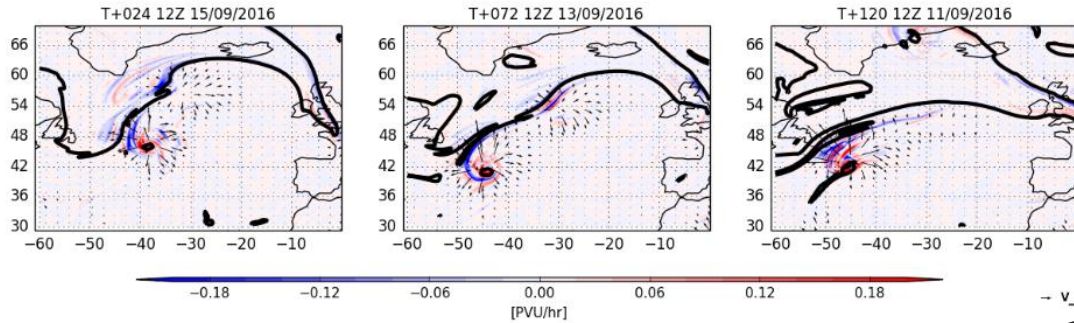 T+024 12Z 15/09/2016 T+072 12Z 13/09/2016 T+120 12Z 11/09/2016
66 66 66
60 60 60
54 54 54
48 48 48
42 42 42
36 36 36
30 30 30
−60 −50 −40 −30 −20 −10 −60 −50 −40 −30 −20 −10 −60 −50 −40 −30 −20 −10
−0.18 −0.12 −0.06 0.00 0.06 0.12 0.18
[PVU/hr]
v_